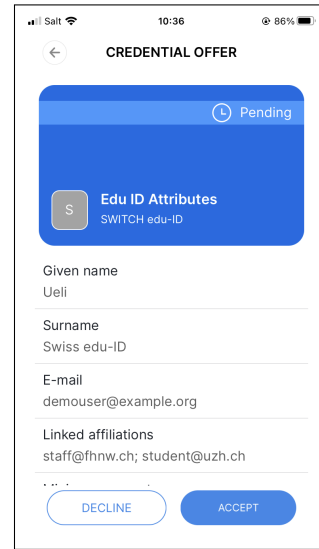 Salt 10:36 86%
CREDENTIAL OFFER
Pending
S
Edu ID Attributes
SWITCH edu-ID
Given name
Ueli
Surname
Swiss edu-ID
E-mail
demouser@example.org
Linked affiliations
staff@fhnw.ch; student@uzh.ch
DECLINE
ACCEPT